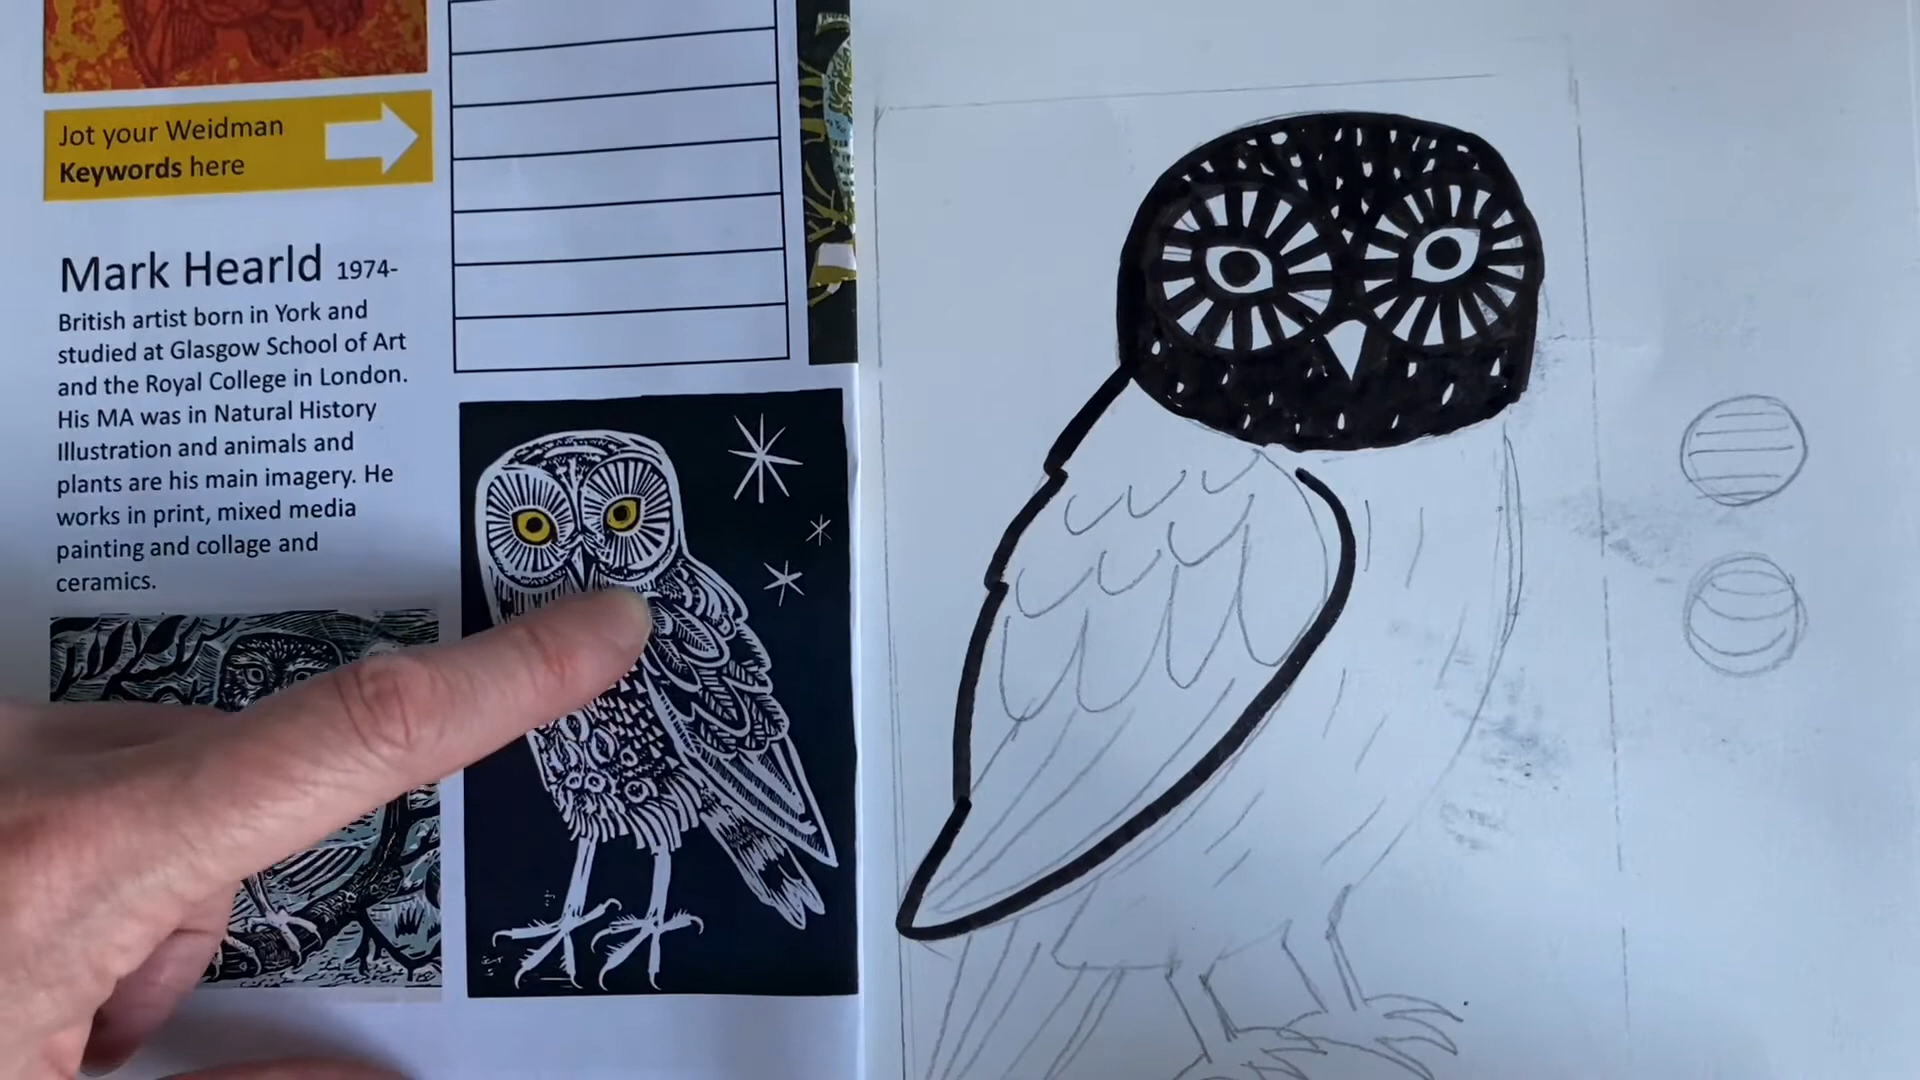 Jot your Weidman
Keywords here
Mark Hearld 1974-
British artist born in York and
studied at Glasgow School of Art
and the Royal College in London.
His MA was in Natural History
Illustration and animals and
plants are his main imagery. He
works in print, mixed media
painting and collage and
ceramics.